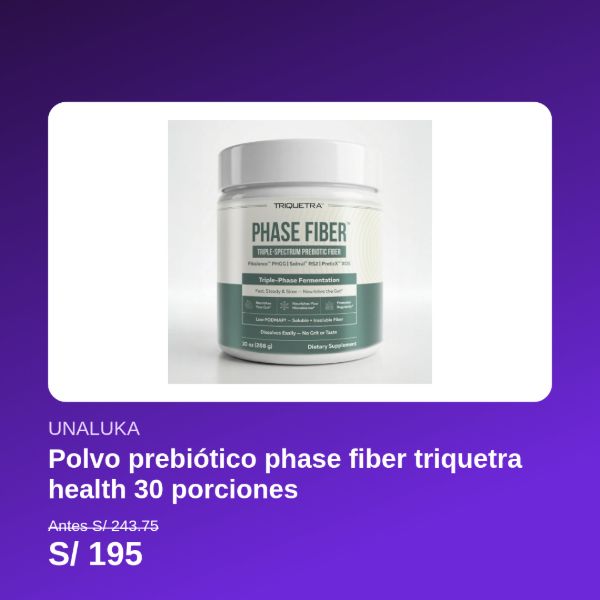 TRIQUETRA
PHASE FIBER™
TRIPLE-SPECTRUM PREBIOTIC FIBER
Triple-Phase Fermentation
Fast, Steady & Slow — Nourishes the Gut
Low-FODMAP — Soluble + Insoluble Fiber
Dissolves Easily — No Grit or Taste
Dietary Supplement
UNALUKA
Polvo prebiótico phase fiber triquetra
health 30 porciones
Antes S/ 243.75
S/ 195